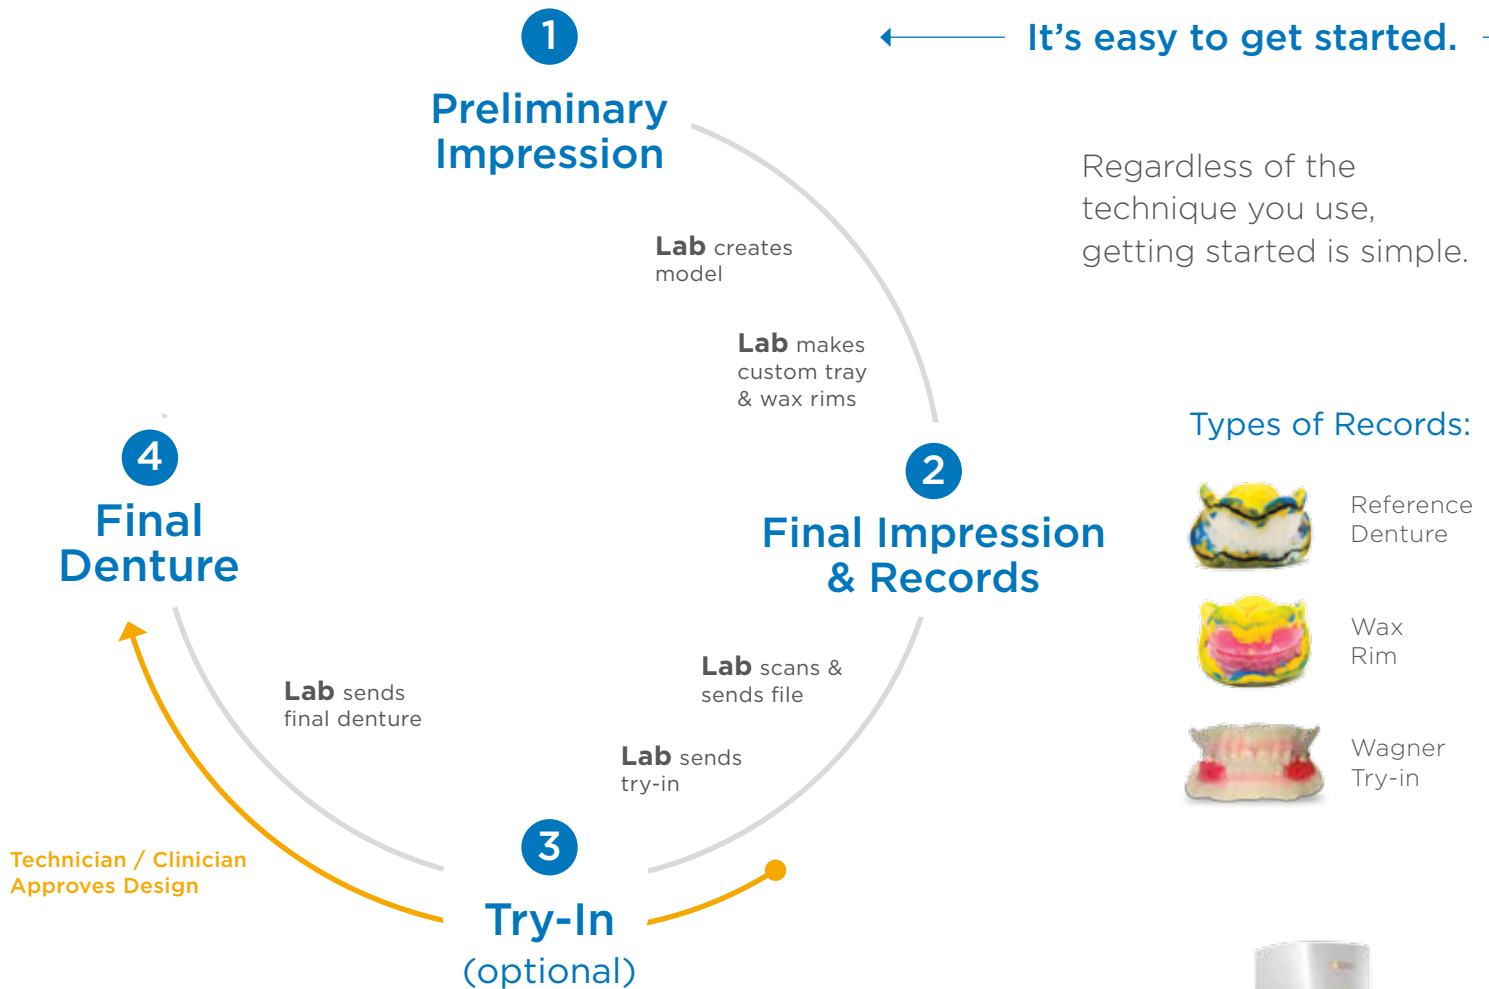 1
Preliminary
Impression
It’s easy to get started.
Regardless of the
technique you use,
getting started is simple.
Lab creates
model
Lab makes
custom tray
& wax rims
2
Final Impression
& Records
Types of Records:
Reference
Denture
Wax
Rim
Wagner
Try-in
Lab scans &
sends file
Lab sends
try-in
3
Try-In
(optional)
Lab sends
final denture
Technician / Clinician
Approves Design
4
Final
Denture